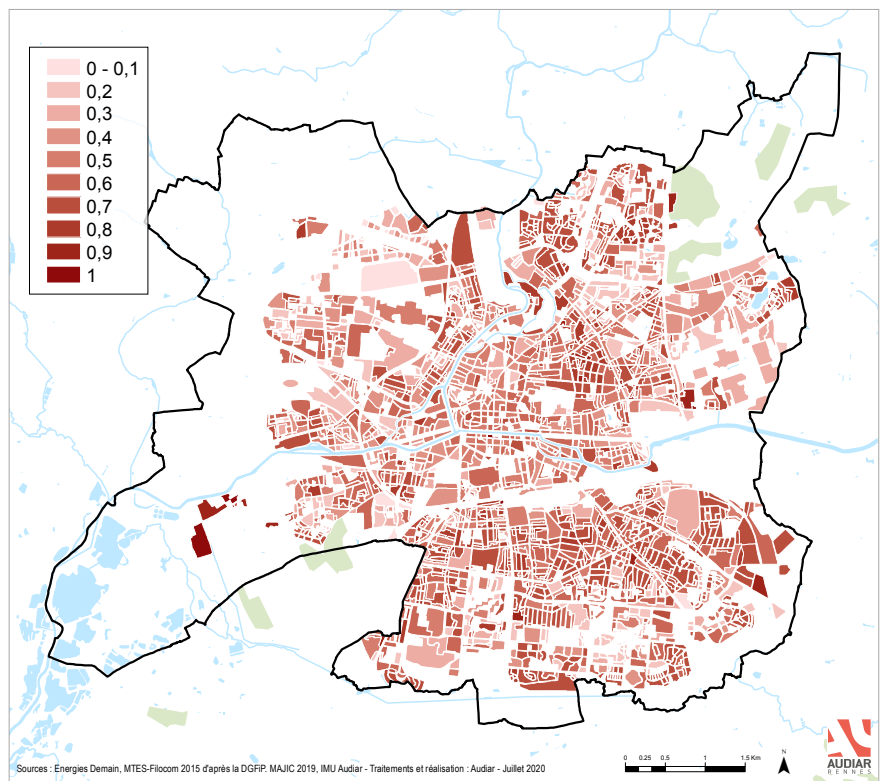 0 - 0,1
0,2
0,3
0,4
0,5
0,6
0,7
0,8
0,9
1
Sources : Energies Demain, MTES-Filocom 2015 d'après la DGFiP. MAJIC 2019, IMU Audiar - Traitements et réalisation : Audiar - Juillet 2020
0 0.25 0.5 1 1.5 Km
N
AU
AUDIAR
RENNES